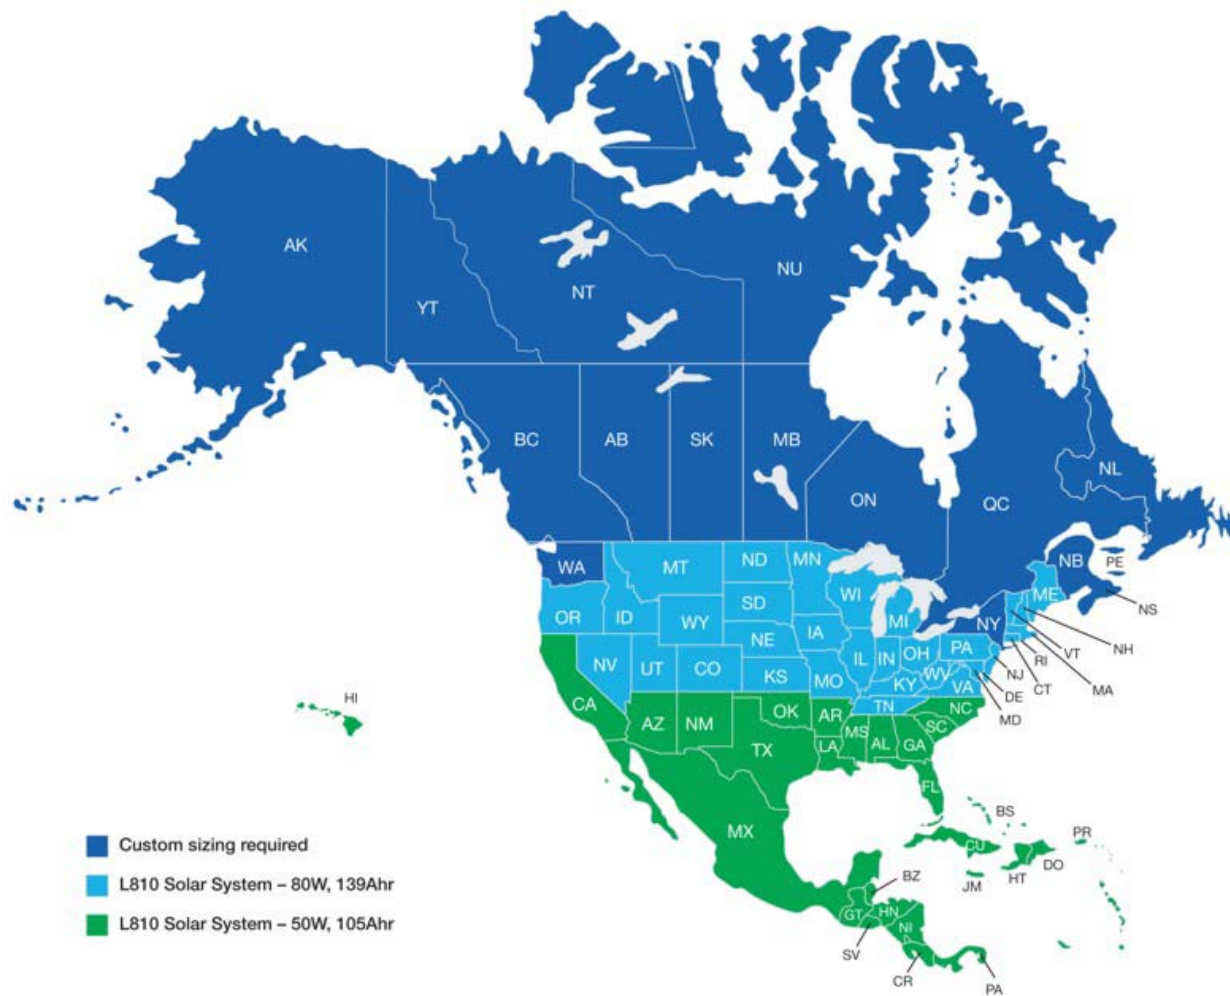 AK
YT
NT
NU
BC
AB
SK
MB
ON
QC
NL
NB
PE
NS
WA
MT
ND
MN
WI
MI
NY
ME
OR
ID
WY
SD
NE
IA
IL
IN
OH
PA
NJ
RI
VT
NH
CT
MA
NV
UT
CO
KS
MO
KY
WV
VA
DE
MD
TN
NC
HI
CA
AZ
NM
OK
AR
TX
LA
MS
AL
GA
SC
FL
MX
BS
CU
JM
HT
DO
PR
BZ
GT
HN
NI
SV
CR
PA
Custom sizing required
L810 Solar System – 80W, 139Ahr
L810 Solar System – 50W, 105Ahr